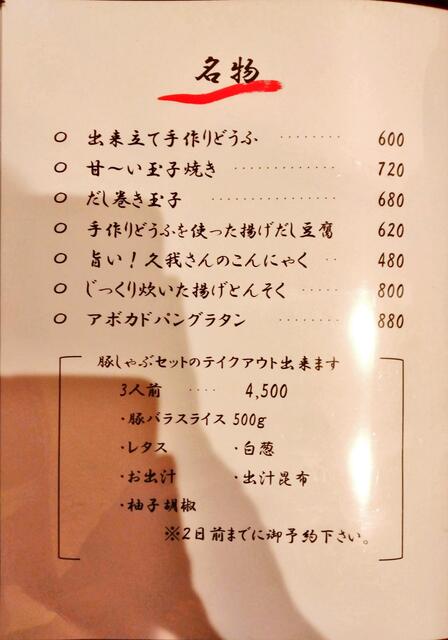 名物
○ 出来立て手作りどうふ ········ 600
○ 甘〜い玉子焼き ············ 720
○ だし巻き玉子 ·············· 680
○ 手作りどうふを使った揚げだし豆腐 620
○ 旨い！久我さんのこんにゃく ·· 480
○ じっくり炊いた揚げとんそく ··· 800
○ アボカドパングラタン ········ 880
豚しゃぶセットのテイクアウト出来ます
3人前 ···· 4,500
・豚バラスライス 500g
・レタス ・白葱
・お出汁 ・出汁昆布
・柚子胡椒
※2日前までに御予約下さい。